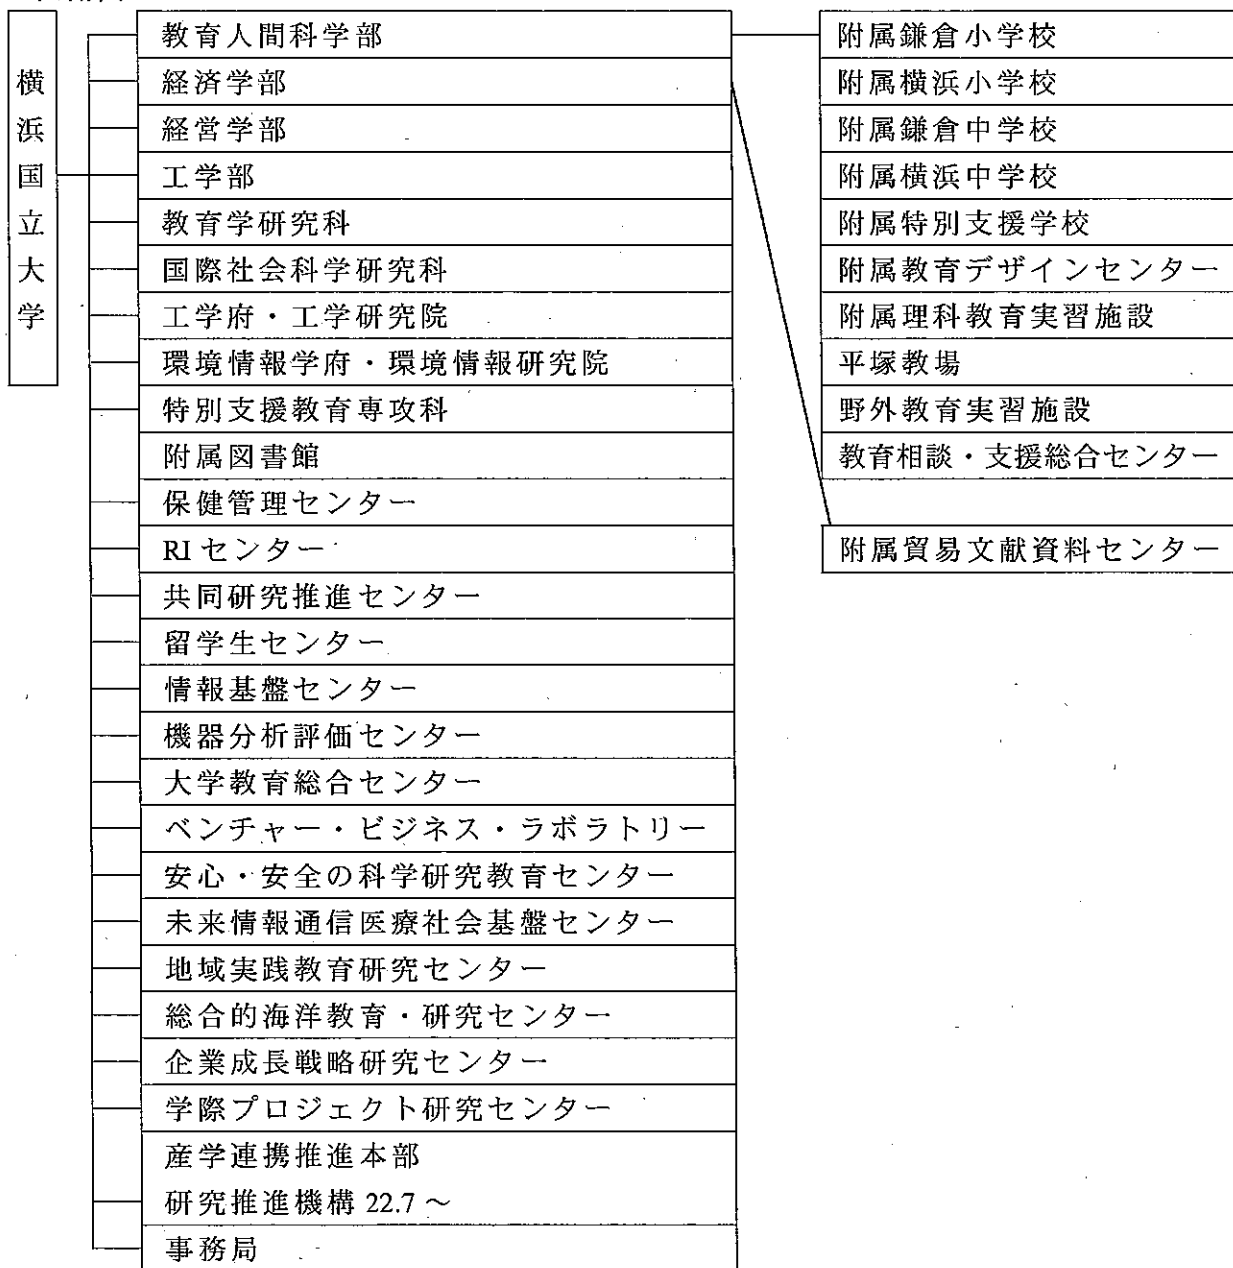 横浜国立大学
教育人間科学部
経済学部
経営学部
工学部
教育学研究科
国際社会科学研究科
工学府・工学研究院
環境情報学府・環境情報研究院
特別支援教育専攻科
附属図書館
保健管理センター
RIセンター
共同研究推進センター
留学生センター
情報基盤センター
機器分析評価センター
大学教育総合センター
ベンチャー・ビジネス・ラボラトリー
安心・安全の科学研究教育センター
未来情報通信医療社会基盤センター
地域実践教育研究センター
総合的海洋教育・研究センター
企業成長戦略研究センター
学際プロジェクト研究センター
産学連携推進本部
研究推進機構 22.7～
事務局
附属鎌倉小学校
附属横浜小学校
附属鎌倉中学校
附属横浜中学校
附属特別支援学校
附属教育デザインセンター
附属理科教育実習施設
平塚教場
野外教育実習施設
教育相談・支援総合センター
附属貿易文献資料センター